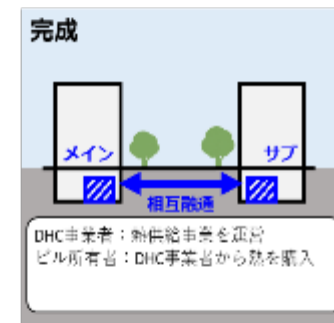 完成
メイン
サブ
相互融通
DHC事業者：熱供給事業を運営
ビル所有者：DHC事業者から熱を購入